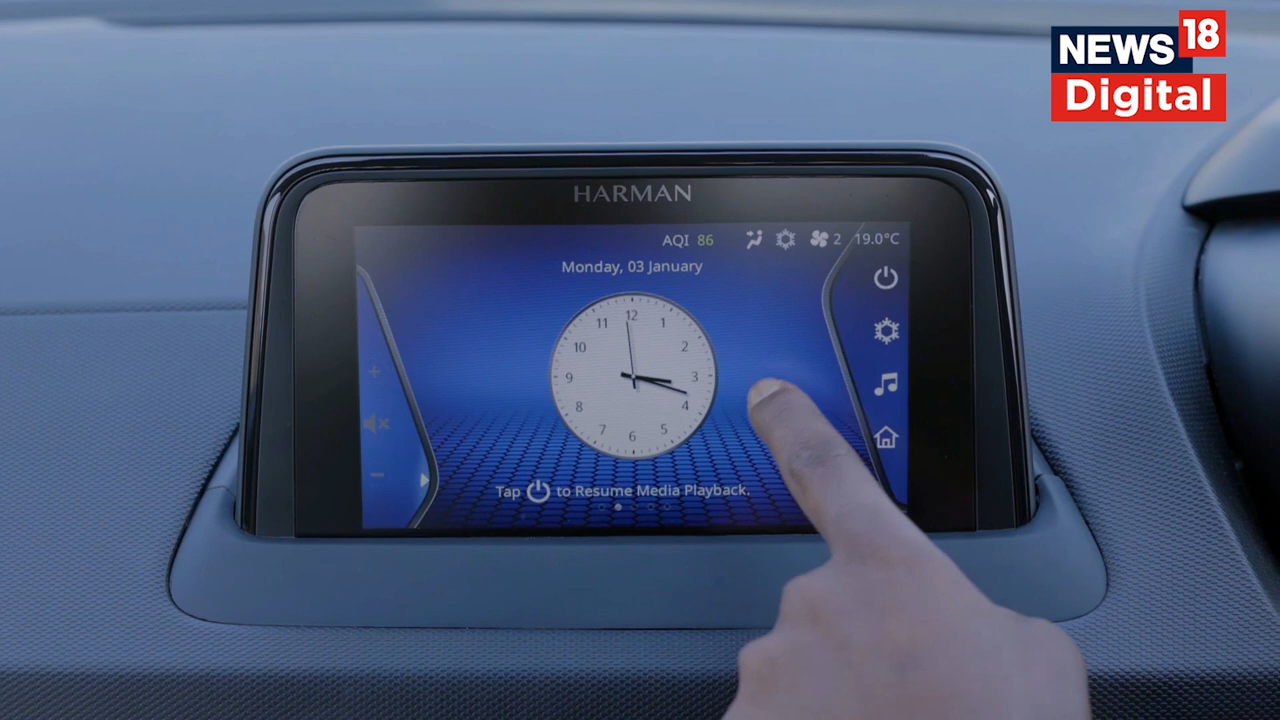 NEWS 18
Digital
HARMAN
AQI 86
2 19.0°C
Monday, 03 January
12
11 1
10 2
9 3
8 4
7 5
6
Tap to Resume Media Playback.